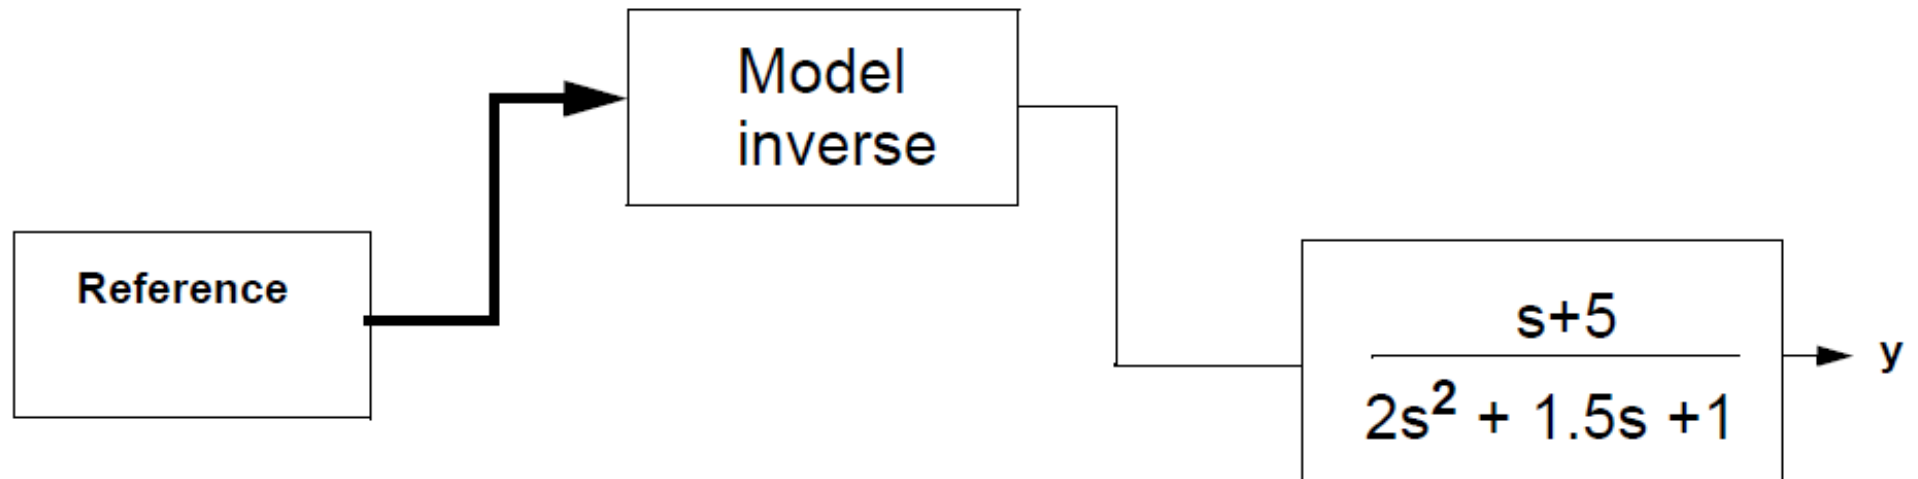 Model
inverse
Reference
s+5
2s² + 1.5s +1
y